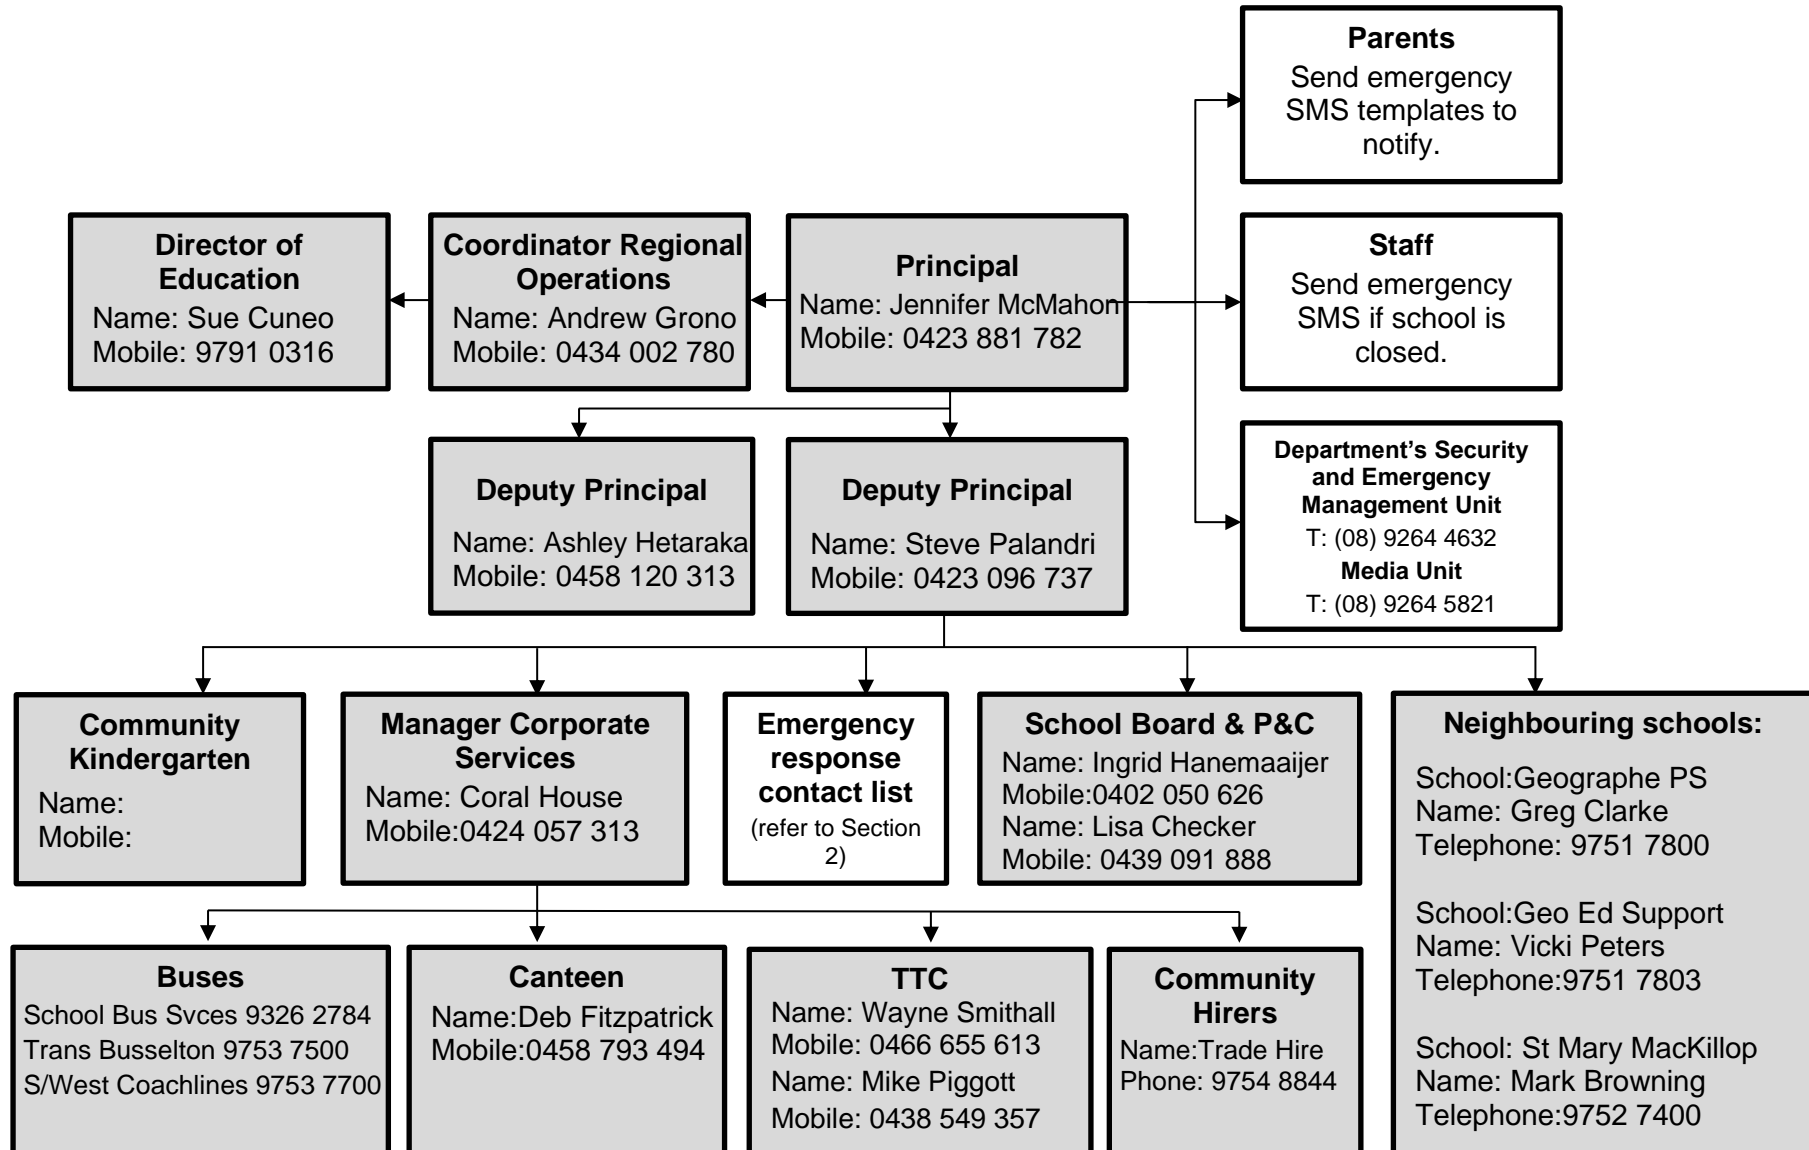 Parents
Send emergency
SMS templates to
notify.
Director of
Education
Name: Sue Cuneo
Mobile: 9791 0316
Coordinator Regional
Operations
Name: Andrew Grono
Mobile: 0434 002 780
Principal
Name: Jennifer McMahon
Mobile: 0423 881 782
Staff
Send emergency
SMS if school is
closed.
Deputy Principal
Name: Ashley Hetaraka
Mobile: 0458 120 313
Deputy Principal
Name: Steve Palandri
Mobile: 0423 096 737
Department’s Security
and Emergency
Management Unit
T: (08) 9264 4632
Media Unit
T: (08) 9264 5821
Community
Kindergarten
Name:
Mobile:
Manager Corporate
Services
Name: Coral House
Mobile:0424 057 313
Emergency
response
contact list
(refer to Section
2)
School Board & P&C
Name: Ingrid Hanemaaijer
Mobile:0402 050 626
Name: Lisa Checker
Mobile: 0439 091 888
Neighbouring schools:
School:Geographe PS
Name: Greg Clarke
Telephone: 9751 7800
School:Geo Ed Support
Name: Vicki Peters
Telephone:9751 7803
School: St Mary MacKillop
Name: Mark Browning
Telephone:9752 7400
Buses
School Bus Svces 9326 2784
Trans Busselton 9753 7500
S/West Coachlines 9753 7700
Canteen
Name:Deb Fitzpatrick
Mobile:0458 793 494
TTC
Name: Wayne Smithall
Mobile: 0466 655 613
Name: Mike Piggott
Mobile: 0438 549 357
Community
Hirers
Name:Trade Hire
Phone: 9754 8844